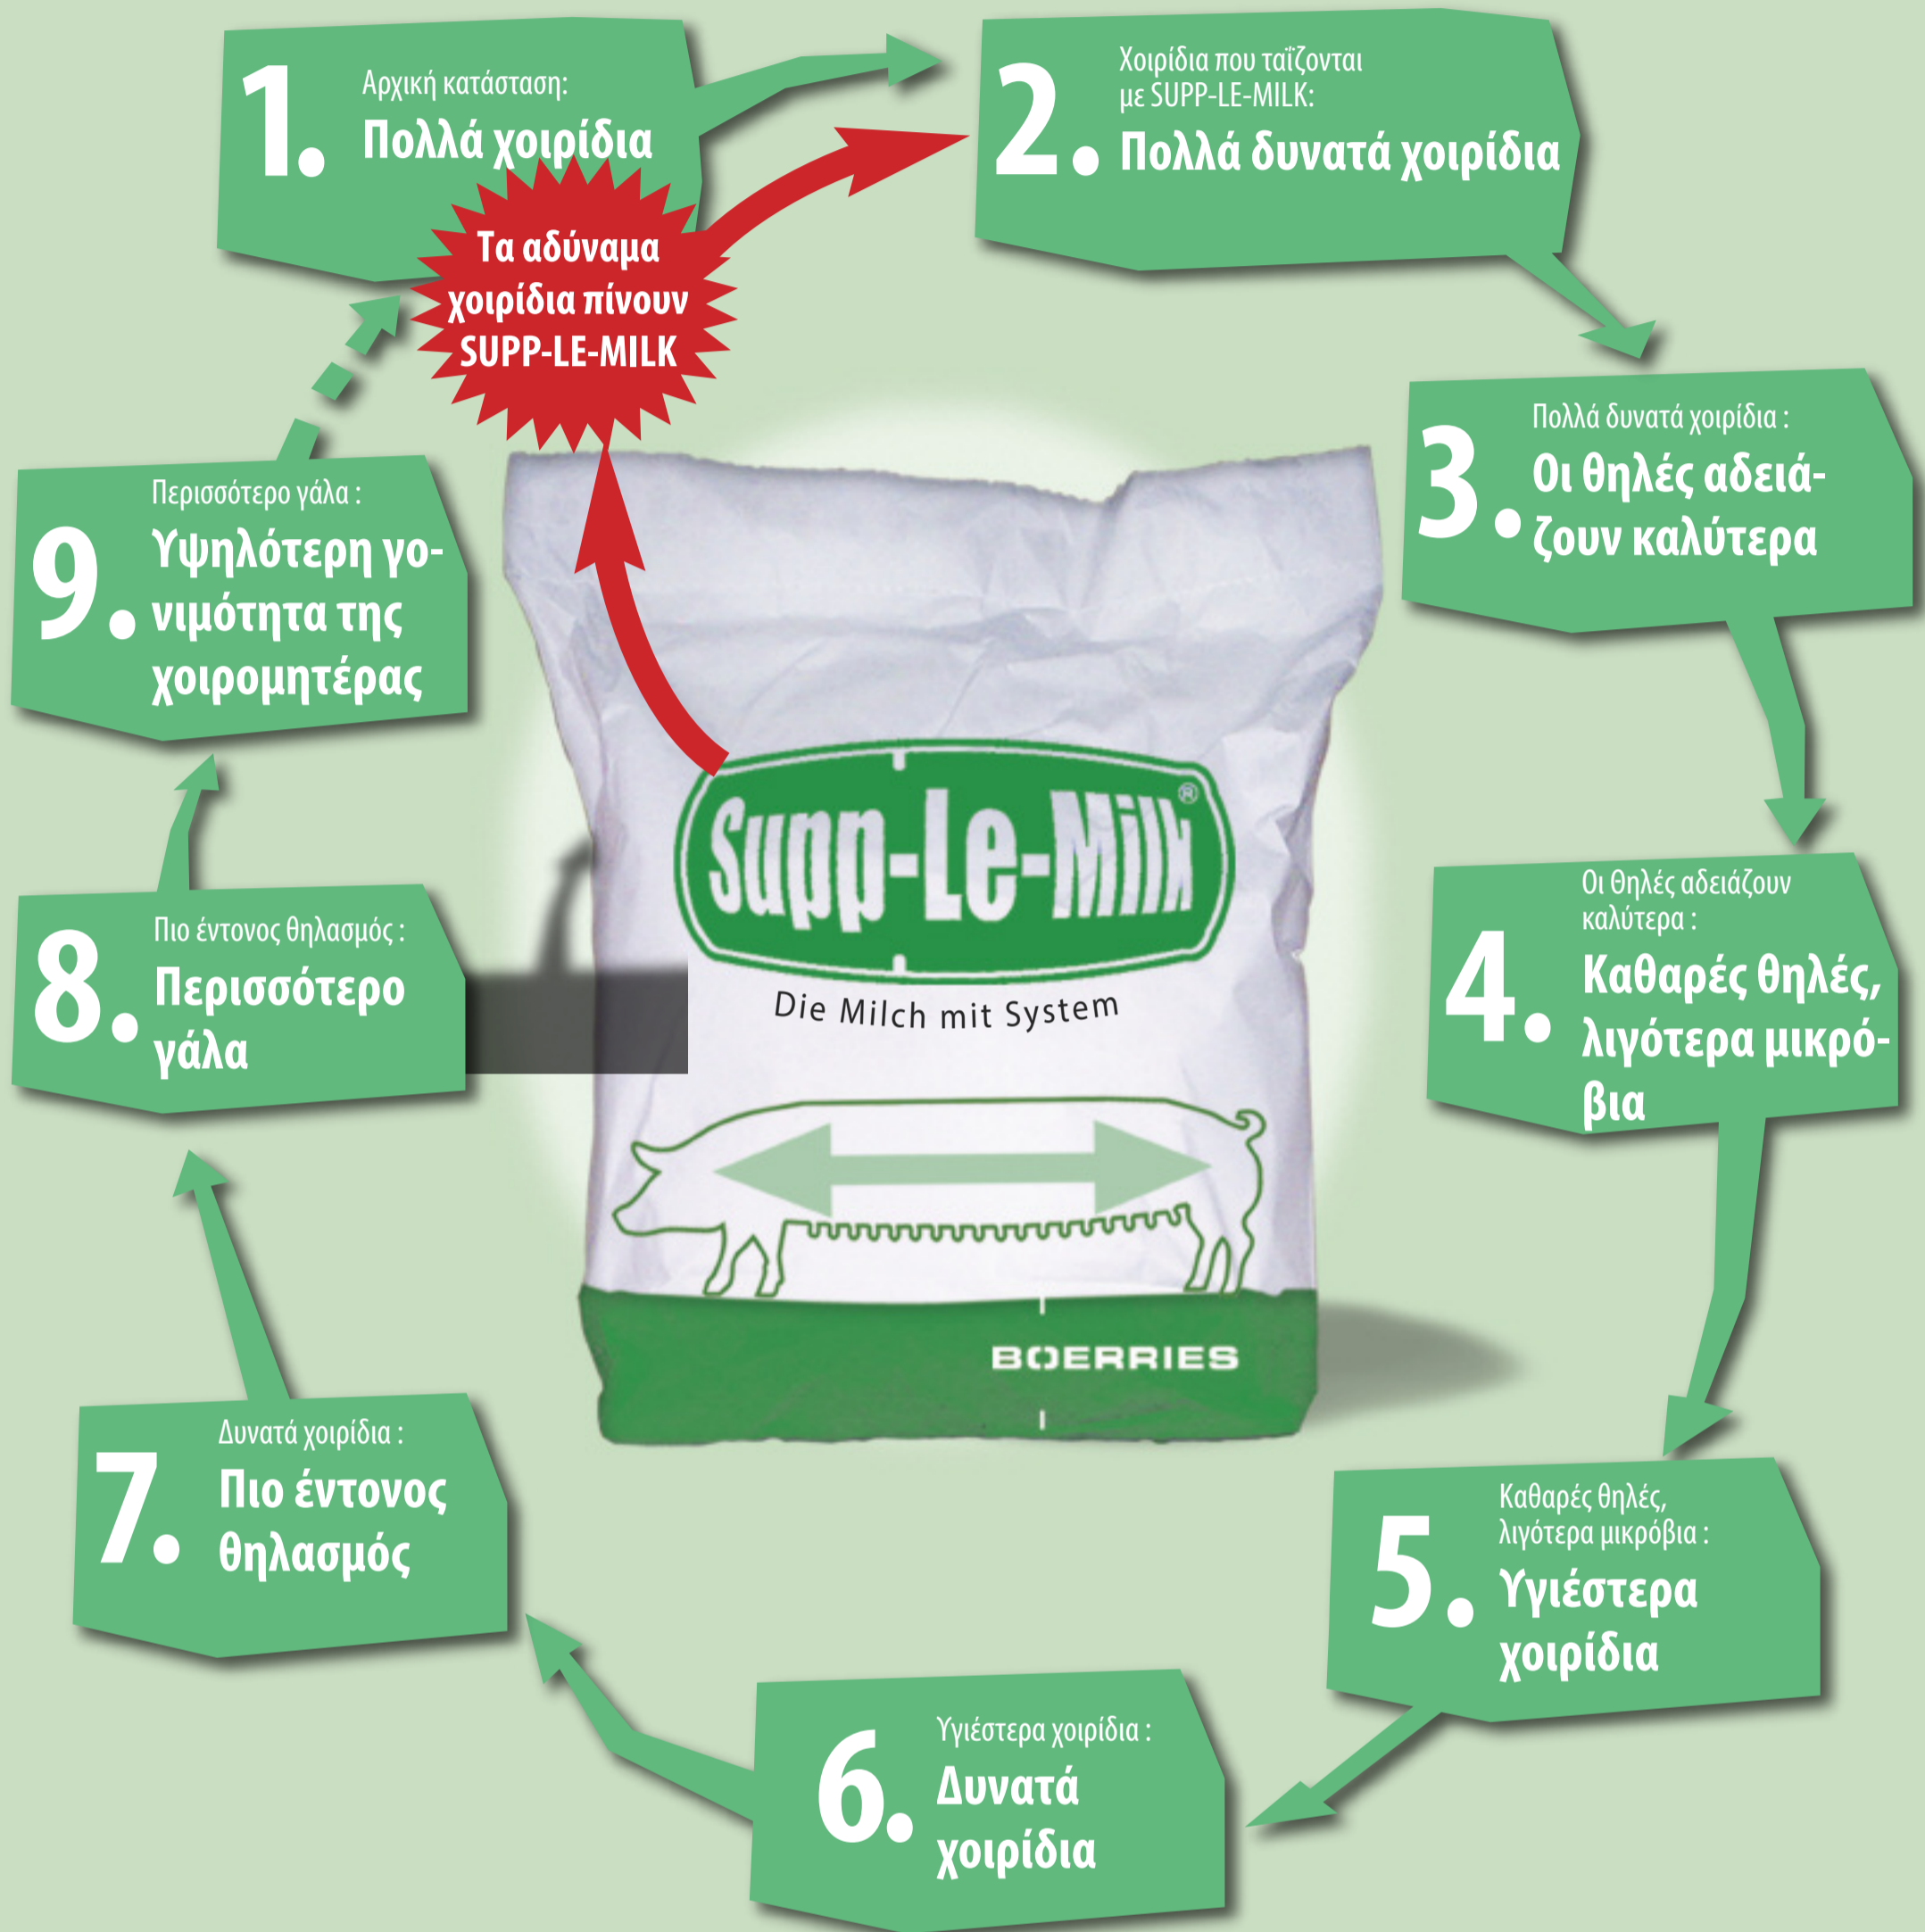 1.
Αρχική κατάσταση:
Πολλά χοιρίδια
Τα αδύναμα
χοιρίδια πίνουν
SUPP-LE-MILK
2.
Χοιρίδια που ταΐζονται
με SUPP-LE-MILK:
Πολλά δυνατά χοιρίδια
3.
Πολλά δυνατά χοιρίδια :
Οι θηλές αδειά-
ζουν καλύτερα
4.
Οι Θηλές αδειάζουν
καλύτερα :
Καθαρές θηλές,
λιγότερα μικρό-
βια
5.
Καθαρές θηλές,
λιγότερα μικρόβια :
Υγιέστερα
χοιρίδια
6.
Υγιέστερα χοιρίδια :
Δυνατά
χοιρίδια
7.
Δυνατά χοιρίδια :
Πιο έντονος
θηλασμός
8.
Πιο έντονος θηλασμός :
Περισσότερο
γάλα
9.
Περισσότερο γάλα :
Υψηλότερη γο-
νιμότητα της
χοιρομητέρας
Supp-Le-Milk®
Die Milch mit System
BOERRIES